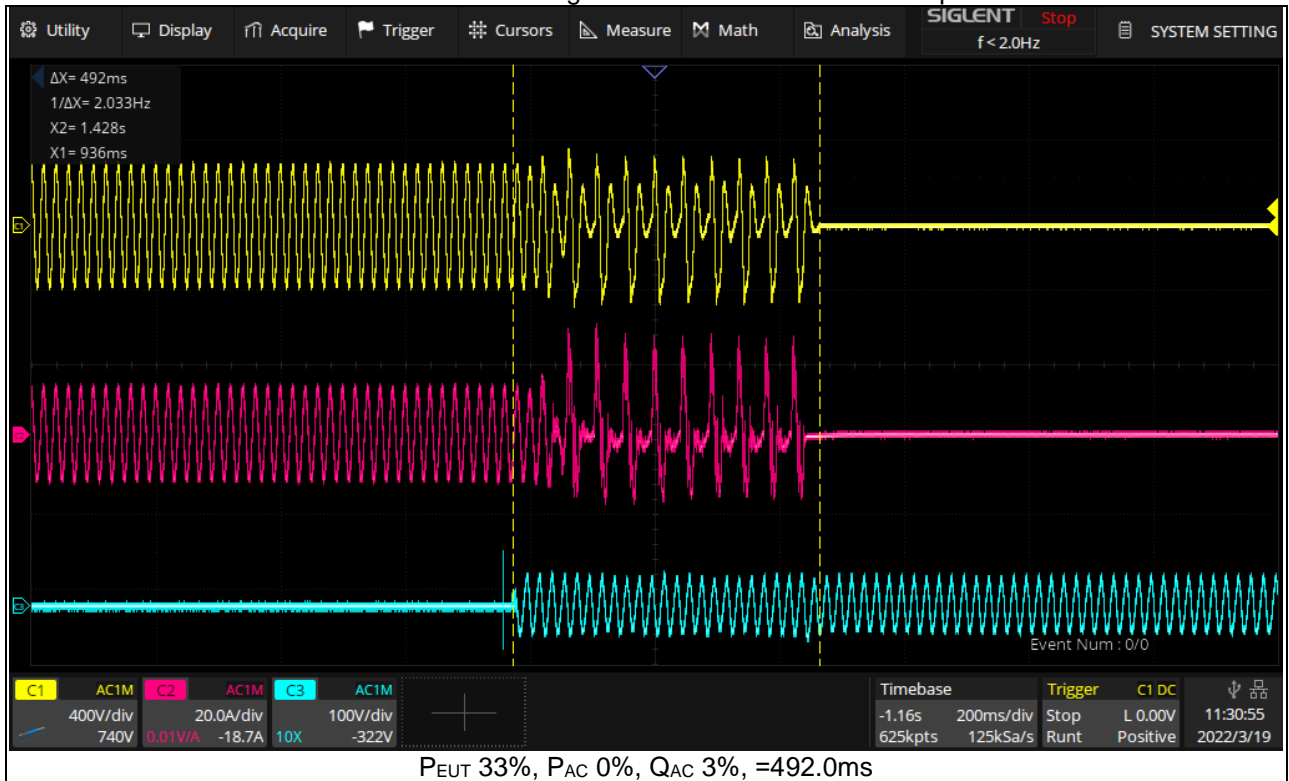 Utility Display Acquire Trigger Cursors Measure Math Analysis SIGLENT Stop SYSTEM SETTING
f < 2.0Hz
ΔX= 492ms
1/ΔX= 2.033Hz
X2= 1.428s
X1= 936ms
C1
C2
C3
Event Num : 0/0
C1 AC1M C2 AC1M C3 AC1M Timebase Trigger C1 DC
400V/div 20.0A/div 100V/div -1.16s 200ms/div Stop L 0.00V 11:30:55
740V 0.01V/A -18.7A 10X -322V 625kpts 125kSa/s Runt Positive 2022/3/19
PEUT 33%, PAC 0%, QAC 3%, =492.0ms